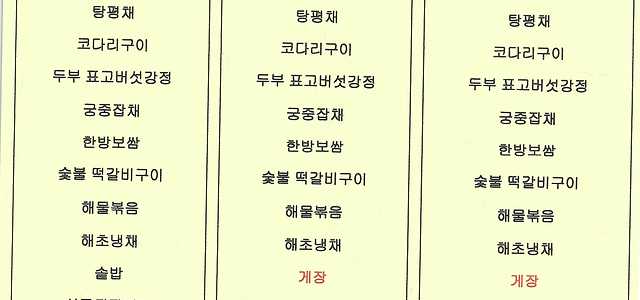 탕평채
코다리구이
두부 표고버섯강정
궁중잡채
한방보쌈
숯불 떡갈비구이
해물볶음
해초냉채
솥밥
탕평채
코다리구이
두부 표고버섯강정
궁중잡채
한방보쌈
숯불 떡갈비구이
해물볶음
해초냉채
게장
탕평채
코다리구이
두부 표고버섯강정
궁중잡채
한방보쌈
숯불 떡갈비구이
해물볶음
해초냉채
게장